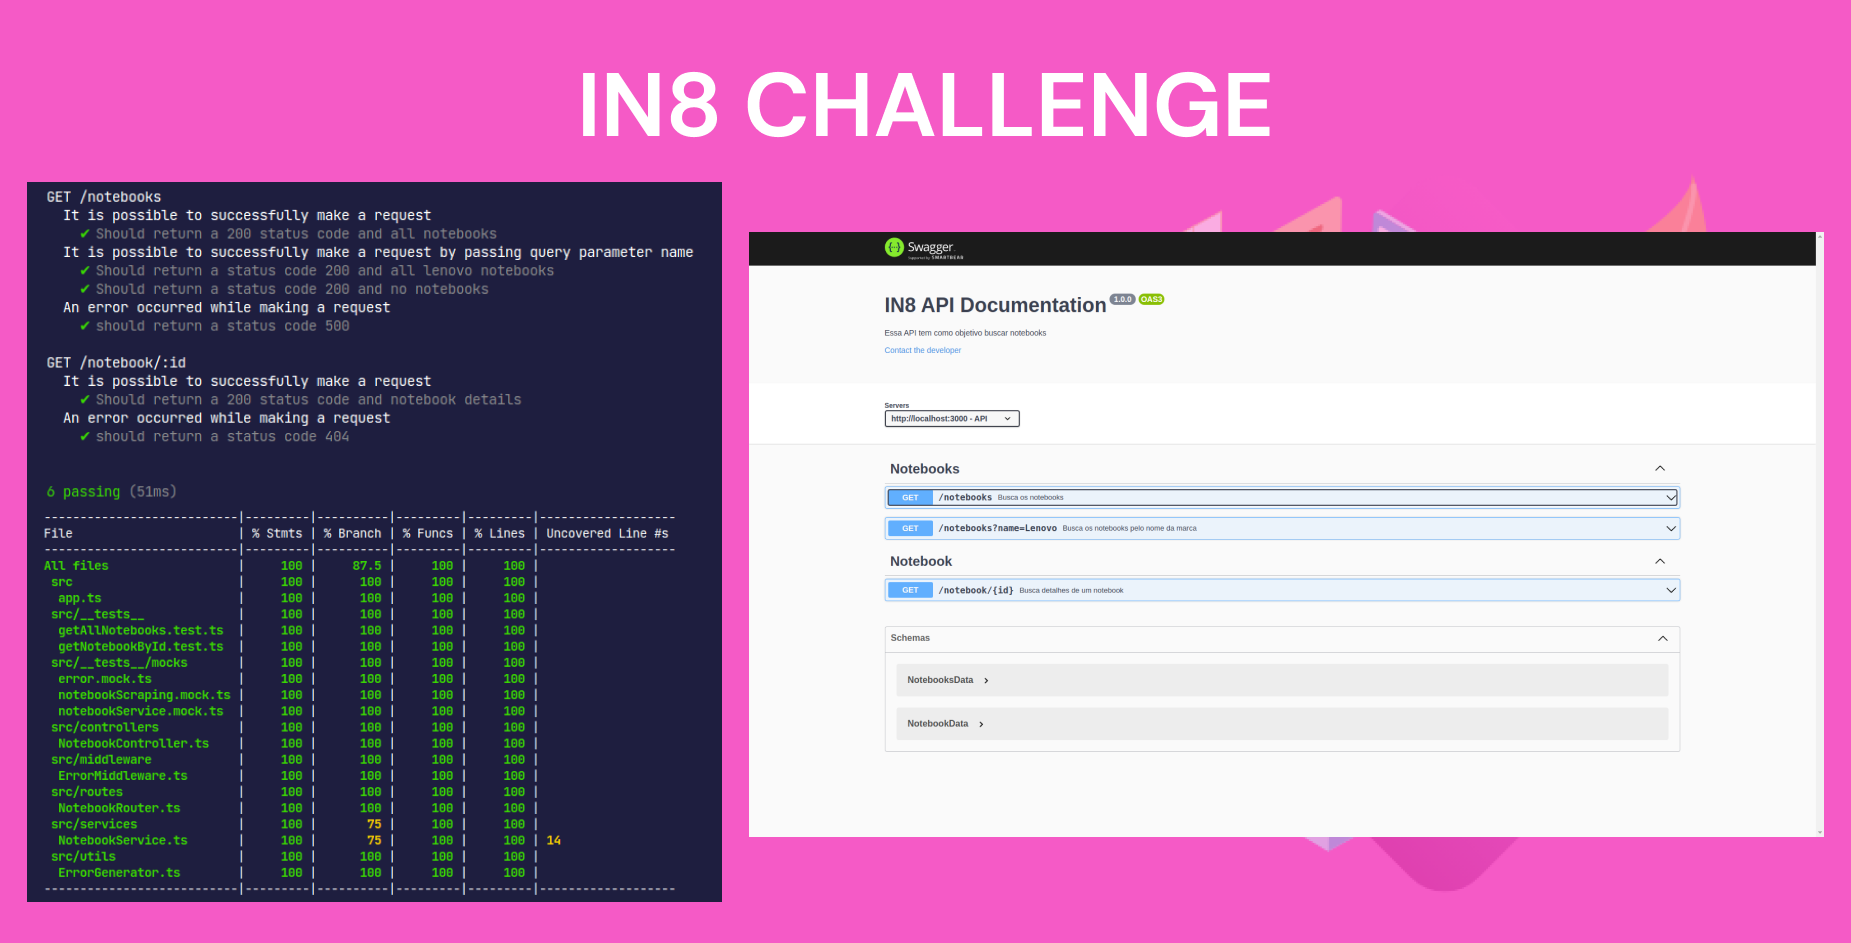 IN8 CHALLENGE
GET /notebooks
It is possible to successfully make a request
✔ Should return a 200 status code and all notebooks
It is possible to successfully make a request by passing query parameter name
✔ Should return a status code 200 and all lenovo notebooks
✔ Should return a status code 200 and no notebooks
An error occurred while making a request
✔ should return a status code 500
GET /notebook/:id
It is possible to successfully make a request
✔ Should return a 200 status code and notebook details
An error occurred while making a request
✔ should return a status code 404
6 passing (51ms)
--------------------------|---------|----------|---------|---------|-------------------
File | % Stmts | % Branch | % Funcs | % Lines | Uncovered Line #s
--------------------------|---------|----------|---------|---------|-------------------
All files | 100 | 87.5 | 100 | 100 |
src | 100 | 100 | 100 | 100 |
app.ts | 100 | 100 | 100 | 100 |
src/__tests__ | 100 | 100 | 100 | 100 |
getAllNotebooks.test.ts | 100 | 100 | 100 | 100 |
getNotebookById.test.ts | 100 | 100 | 100 | 100 |
src/__tests__/mocks | 100 | 100 | 100 | 100 |
error.mock.ts | 100 | 100 | 100 | 100 |
notebookScraping.mock.ts | 100 | 100 | 100 | 100 |
notebookService.mock.ts | 100 | 100 | 100 | 100 |
src/controllers | 100 | 100 | 100 | 100 |
NotebookController.ts | 100 | 100 | 100 | 100 |
src/middleware | 100 | 100 | 100 | 100 |
ErrorMiddleware.ts | 100 | 100 | 100 | 100 |
src/routes | 100 | 100 | 100 | 100 |
NotebookRouter.ts | 100 | 100 | 100 | 100 |
src/services | 100 | 75 | 100 | 100 |
NotebookService.ts | 100 | 75 | 100 | 100 | 14
src/utils | 100 | 100 | 100 | 100 |
ErrorGenerator.ts | 100 | 100 | 100 | 100 |
--------------------------|---------|----------|---------|---------|-------------------
{··} Swagger.
Supported by SMARTBEAR
IN8 API Documentation 1.0.0 OAS3
Essa API tem como objetivo buscar notebooks
Contact the developer
Servers
http://localhost:3000 - API
Notebooks
GET /notebooks Busca os notebooks
GET /notebooks?name=Lenovo Busca os notebooks pelo nome da marca
Notebook
GET /notebook/{id} Busca detalhes de um notebook
Schemas
NotebooksData
NotebookData